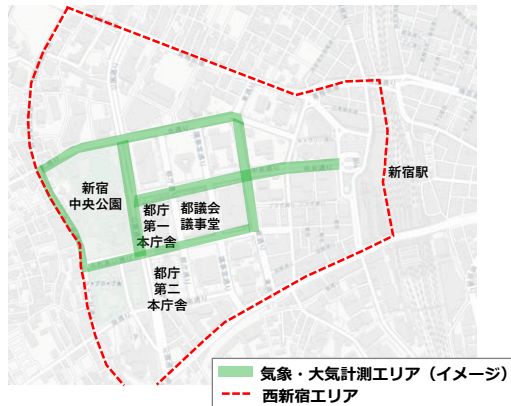 新宿
中央公園
新宿駅
都庁
第一
本庁舎
都議会
議事堂
都庁
第二
本庁舎
気象・大気計測エリア（イメージ）
西新宿エリア